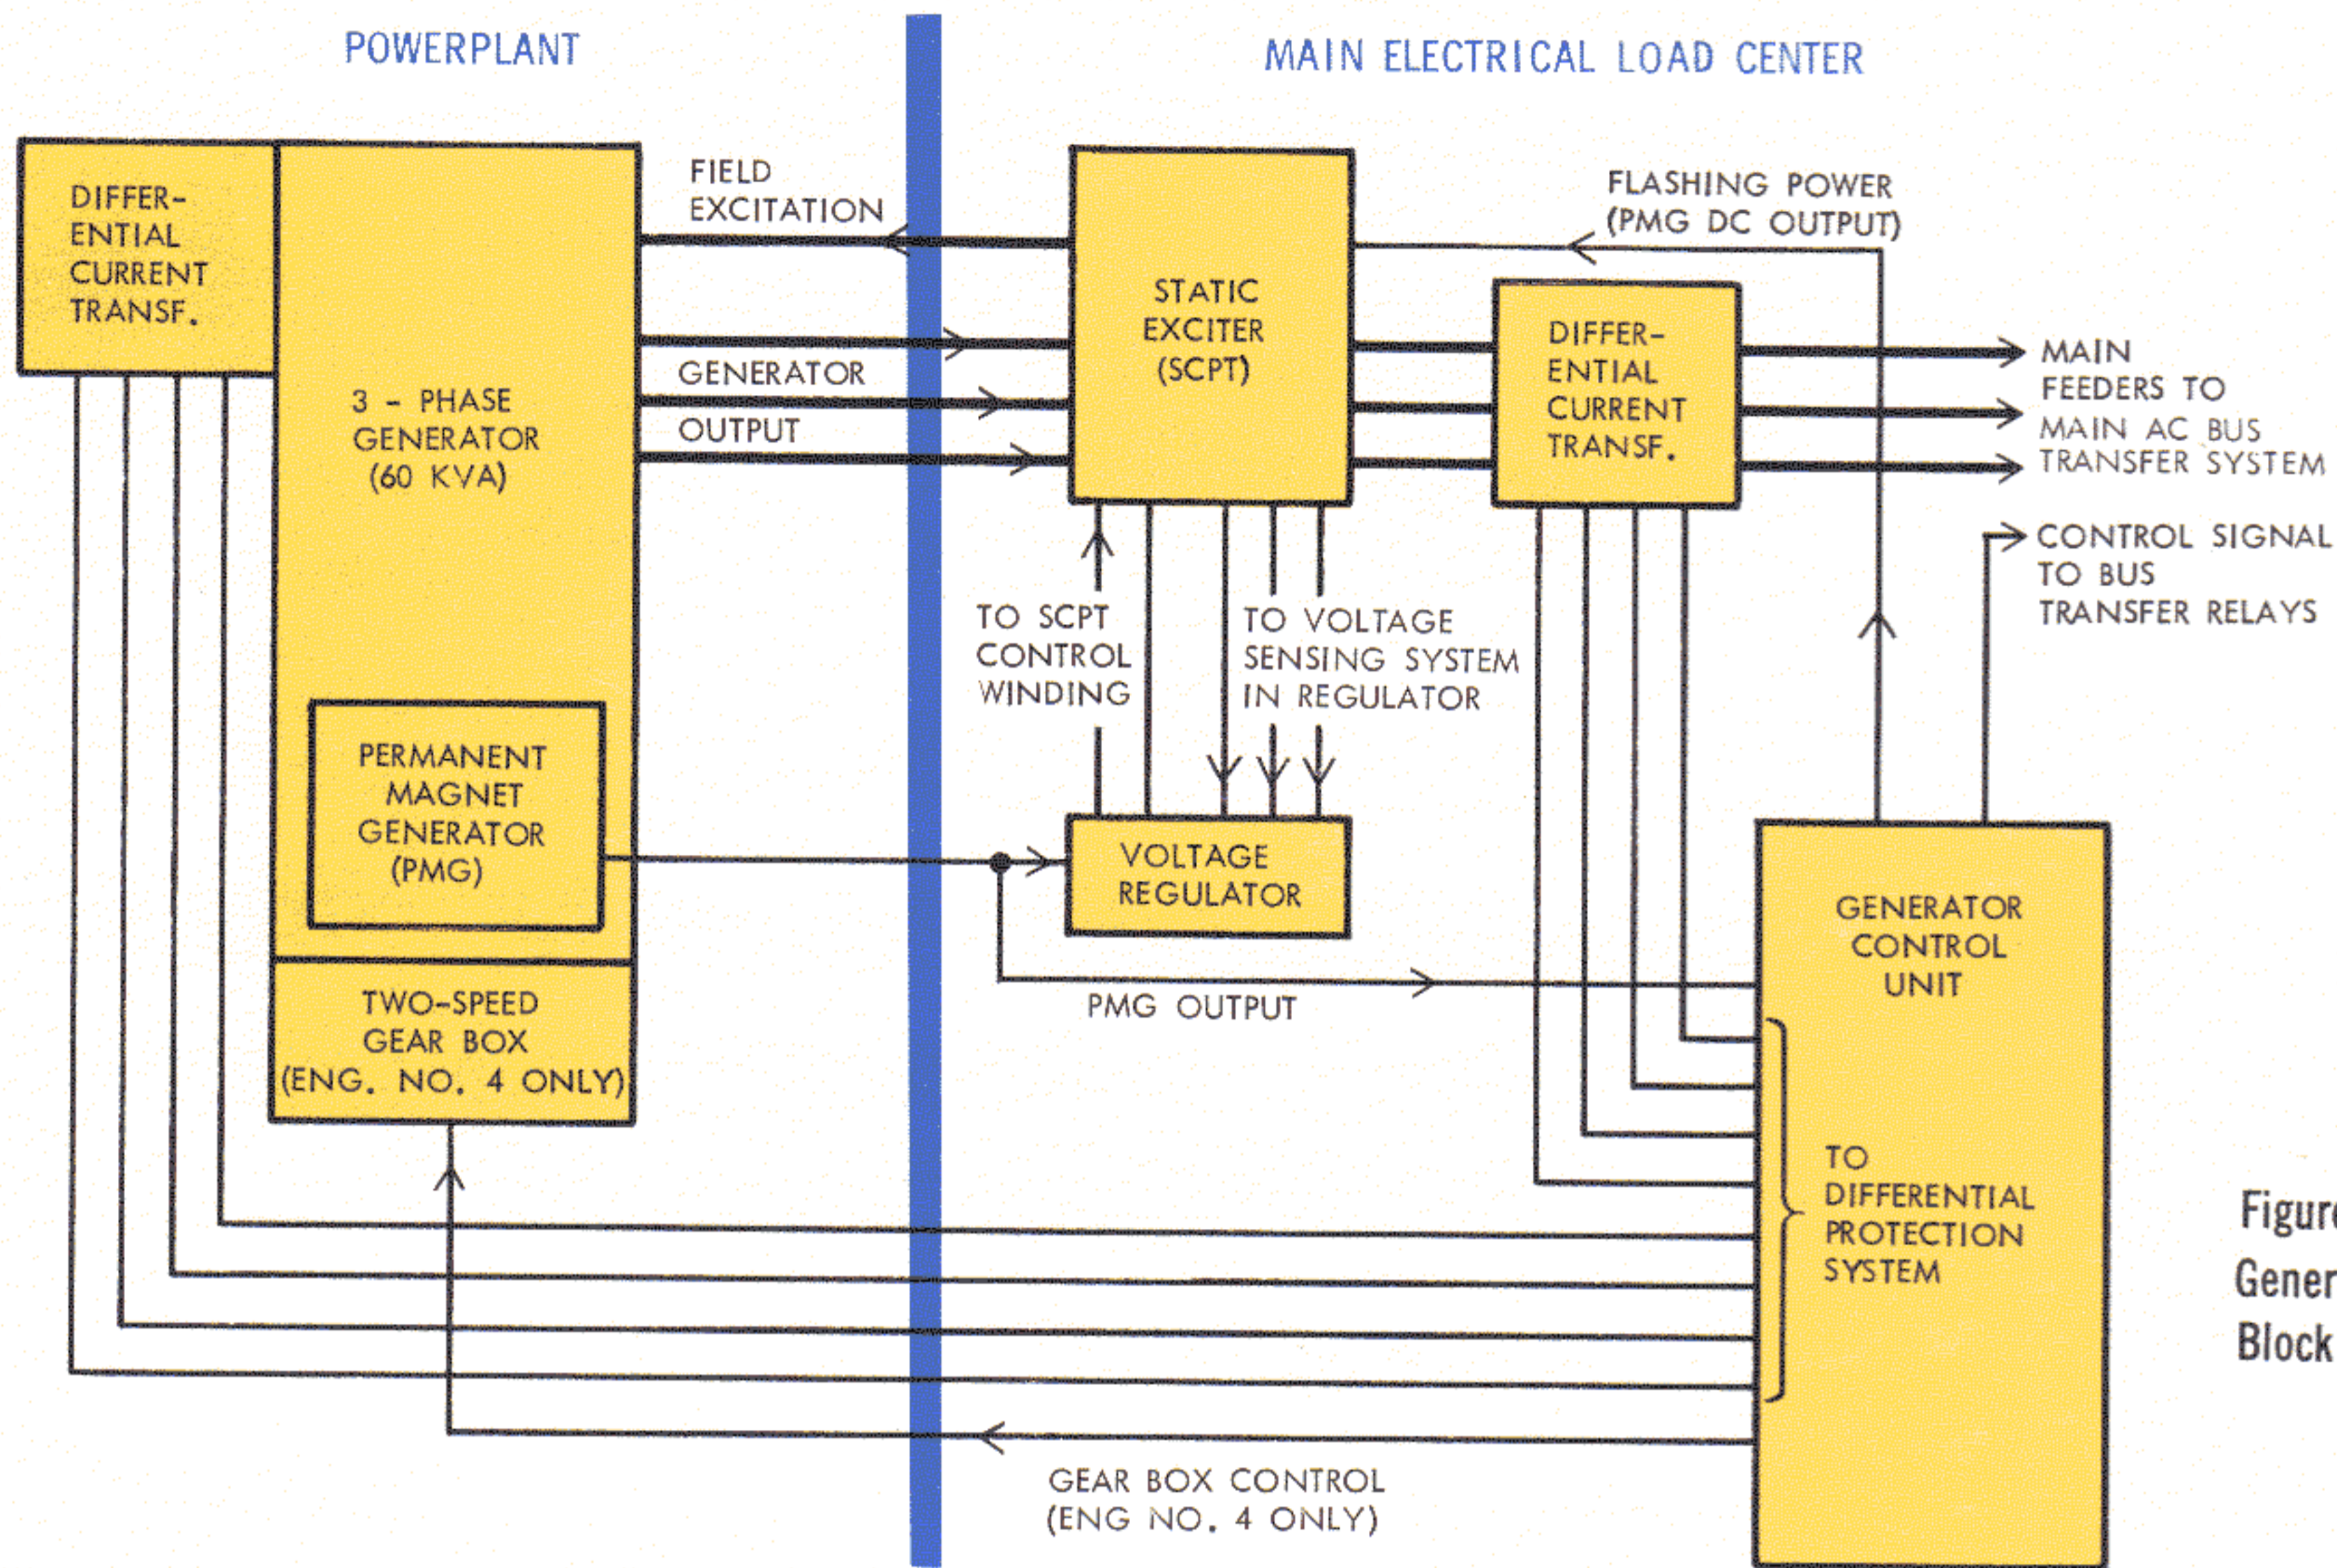 POWERPLANT
MAIN ELECTRICAL LOAD CENTER
DIFFER-
ENTIAL
CURRENT
TRANSF.
3 - PHASE
GENERATOR
(60 KVA)
PERMANENT
MAGNET
GENERATOR
(PMG)
TWO-SPEED
GEAR BOX
(ENG. NO. 4 ONLY)
FIELD
EXCITATION
GENERATOR
OUTPUT
STATIC
EXCITER
(SCPT)
FLASHING POWER
(PMG DC OUTPUT)
DIFFER-
ENTIAL
CURRENT
TRANSF.
MAIN
FEEDERS TO
MAIN AC BUS
TRANSFER SYSTEM
CONTROL SIGNAL
TO BUS
TRANSFER RELAYS
TO SCPT
CONTROL
WINDING
TO VOLTAGE
SENSING SYSTEM
IN REGULATOR
VOLTAGE
REGULATOR
PMG OUTPUT
GENERATOR
CONTROL
UNIT
TO
DIFFERENTIAL
PROTECTION
SYSTEM
GEAR BOX CONTROL
(ENG NO. 4 ONLY)
Figure
Gener
Block